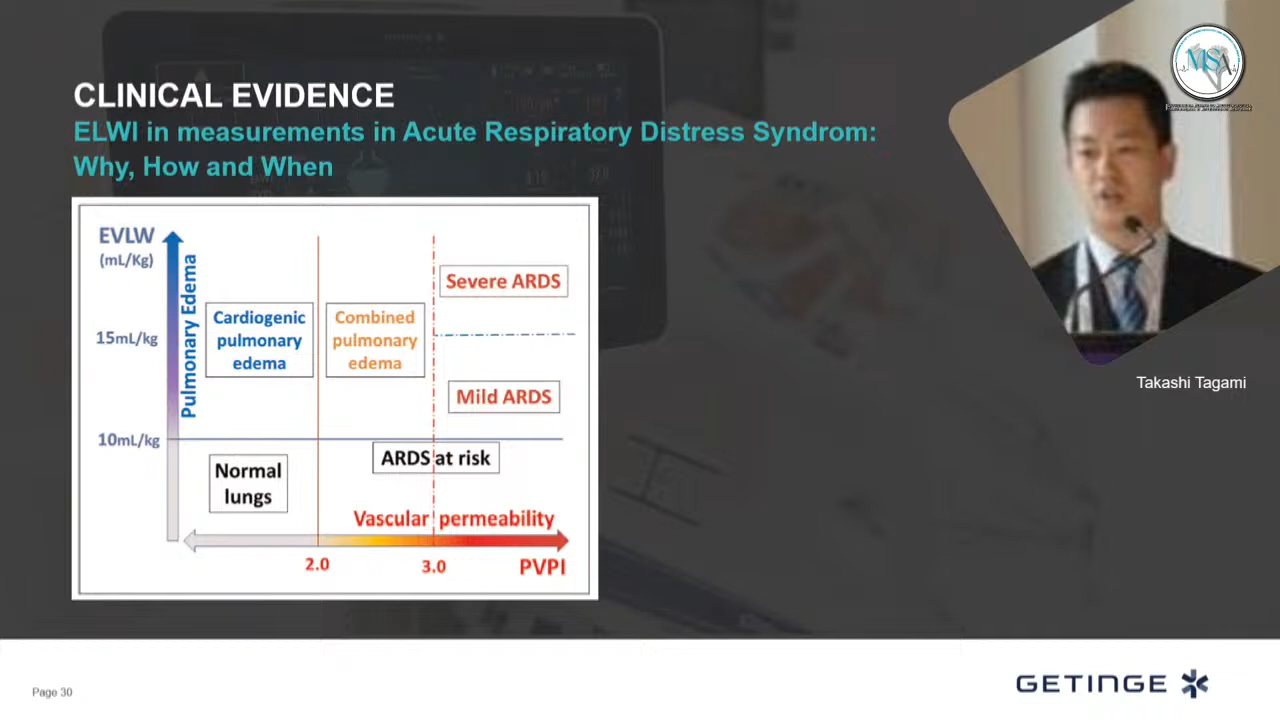 CLINICAL EVIDENCE
ELWI in measurements in Acute Respiratory Distress Syndrom:
Why, How and When
MSA
EVLW
(mL/Kg)
Pulmonary Edema
15mL/kg
10mL/kg
Severe ARDS
Cardiogenic
pulmonary
edema
Combined
pulmonary
edema
Mild ARDS
ARDS at risk
Normal
lungs
Vascular permeability
2.0
3.0
PVPI
Takashi Tagami
Page 30
GETINGE